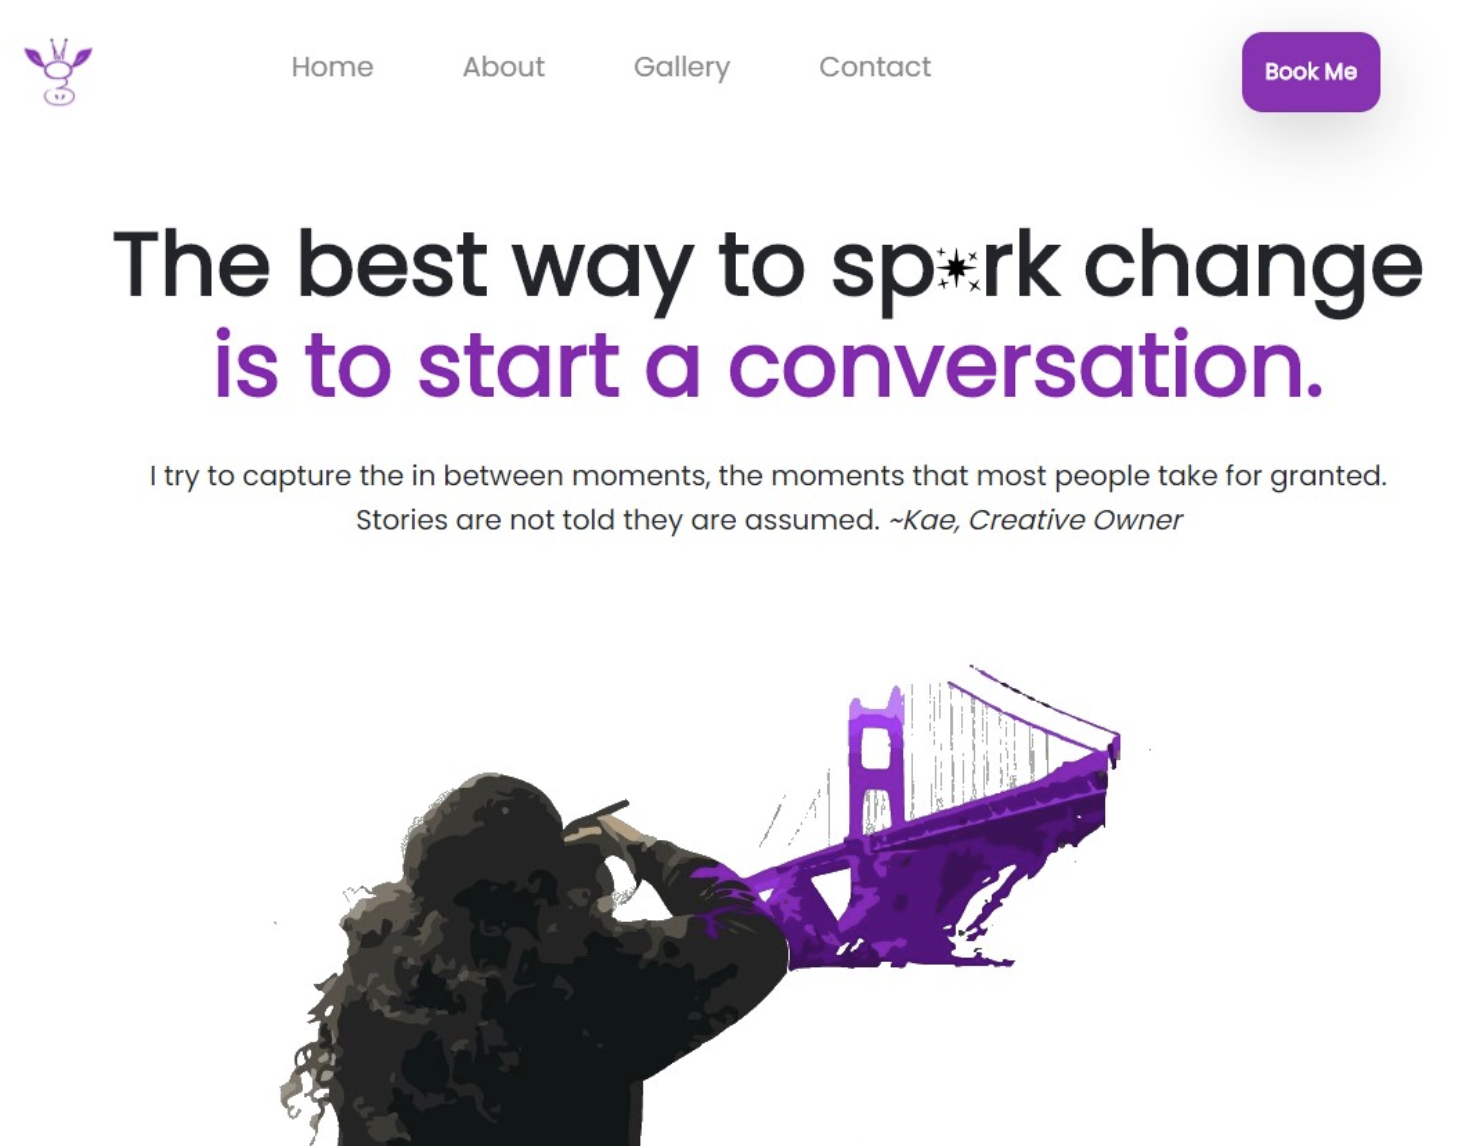 Home About Gallery Contact Book Me
The best way to sp✴rk change
is to start a conversation.
I try to capture the in between moments, the moments that most people take for granted.
Stories are not told they are assumed. ~Kae, Creative Owner